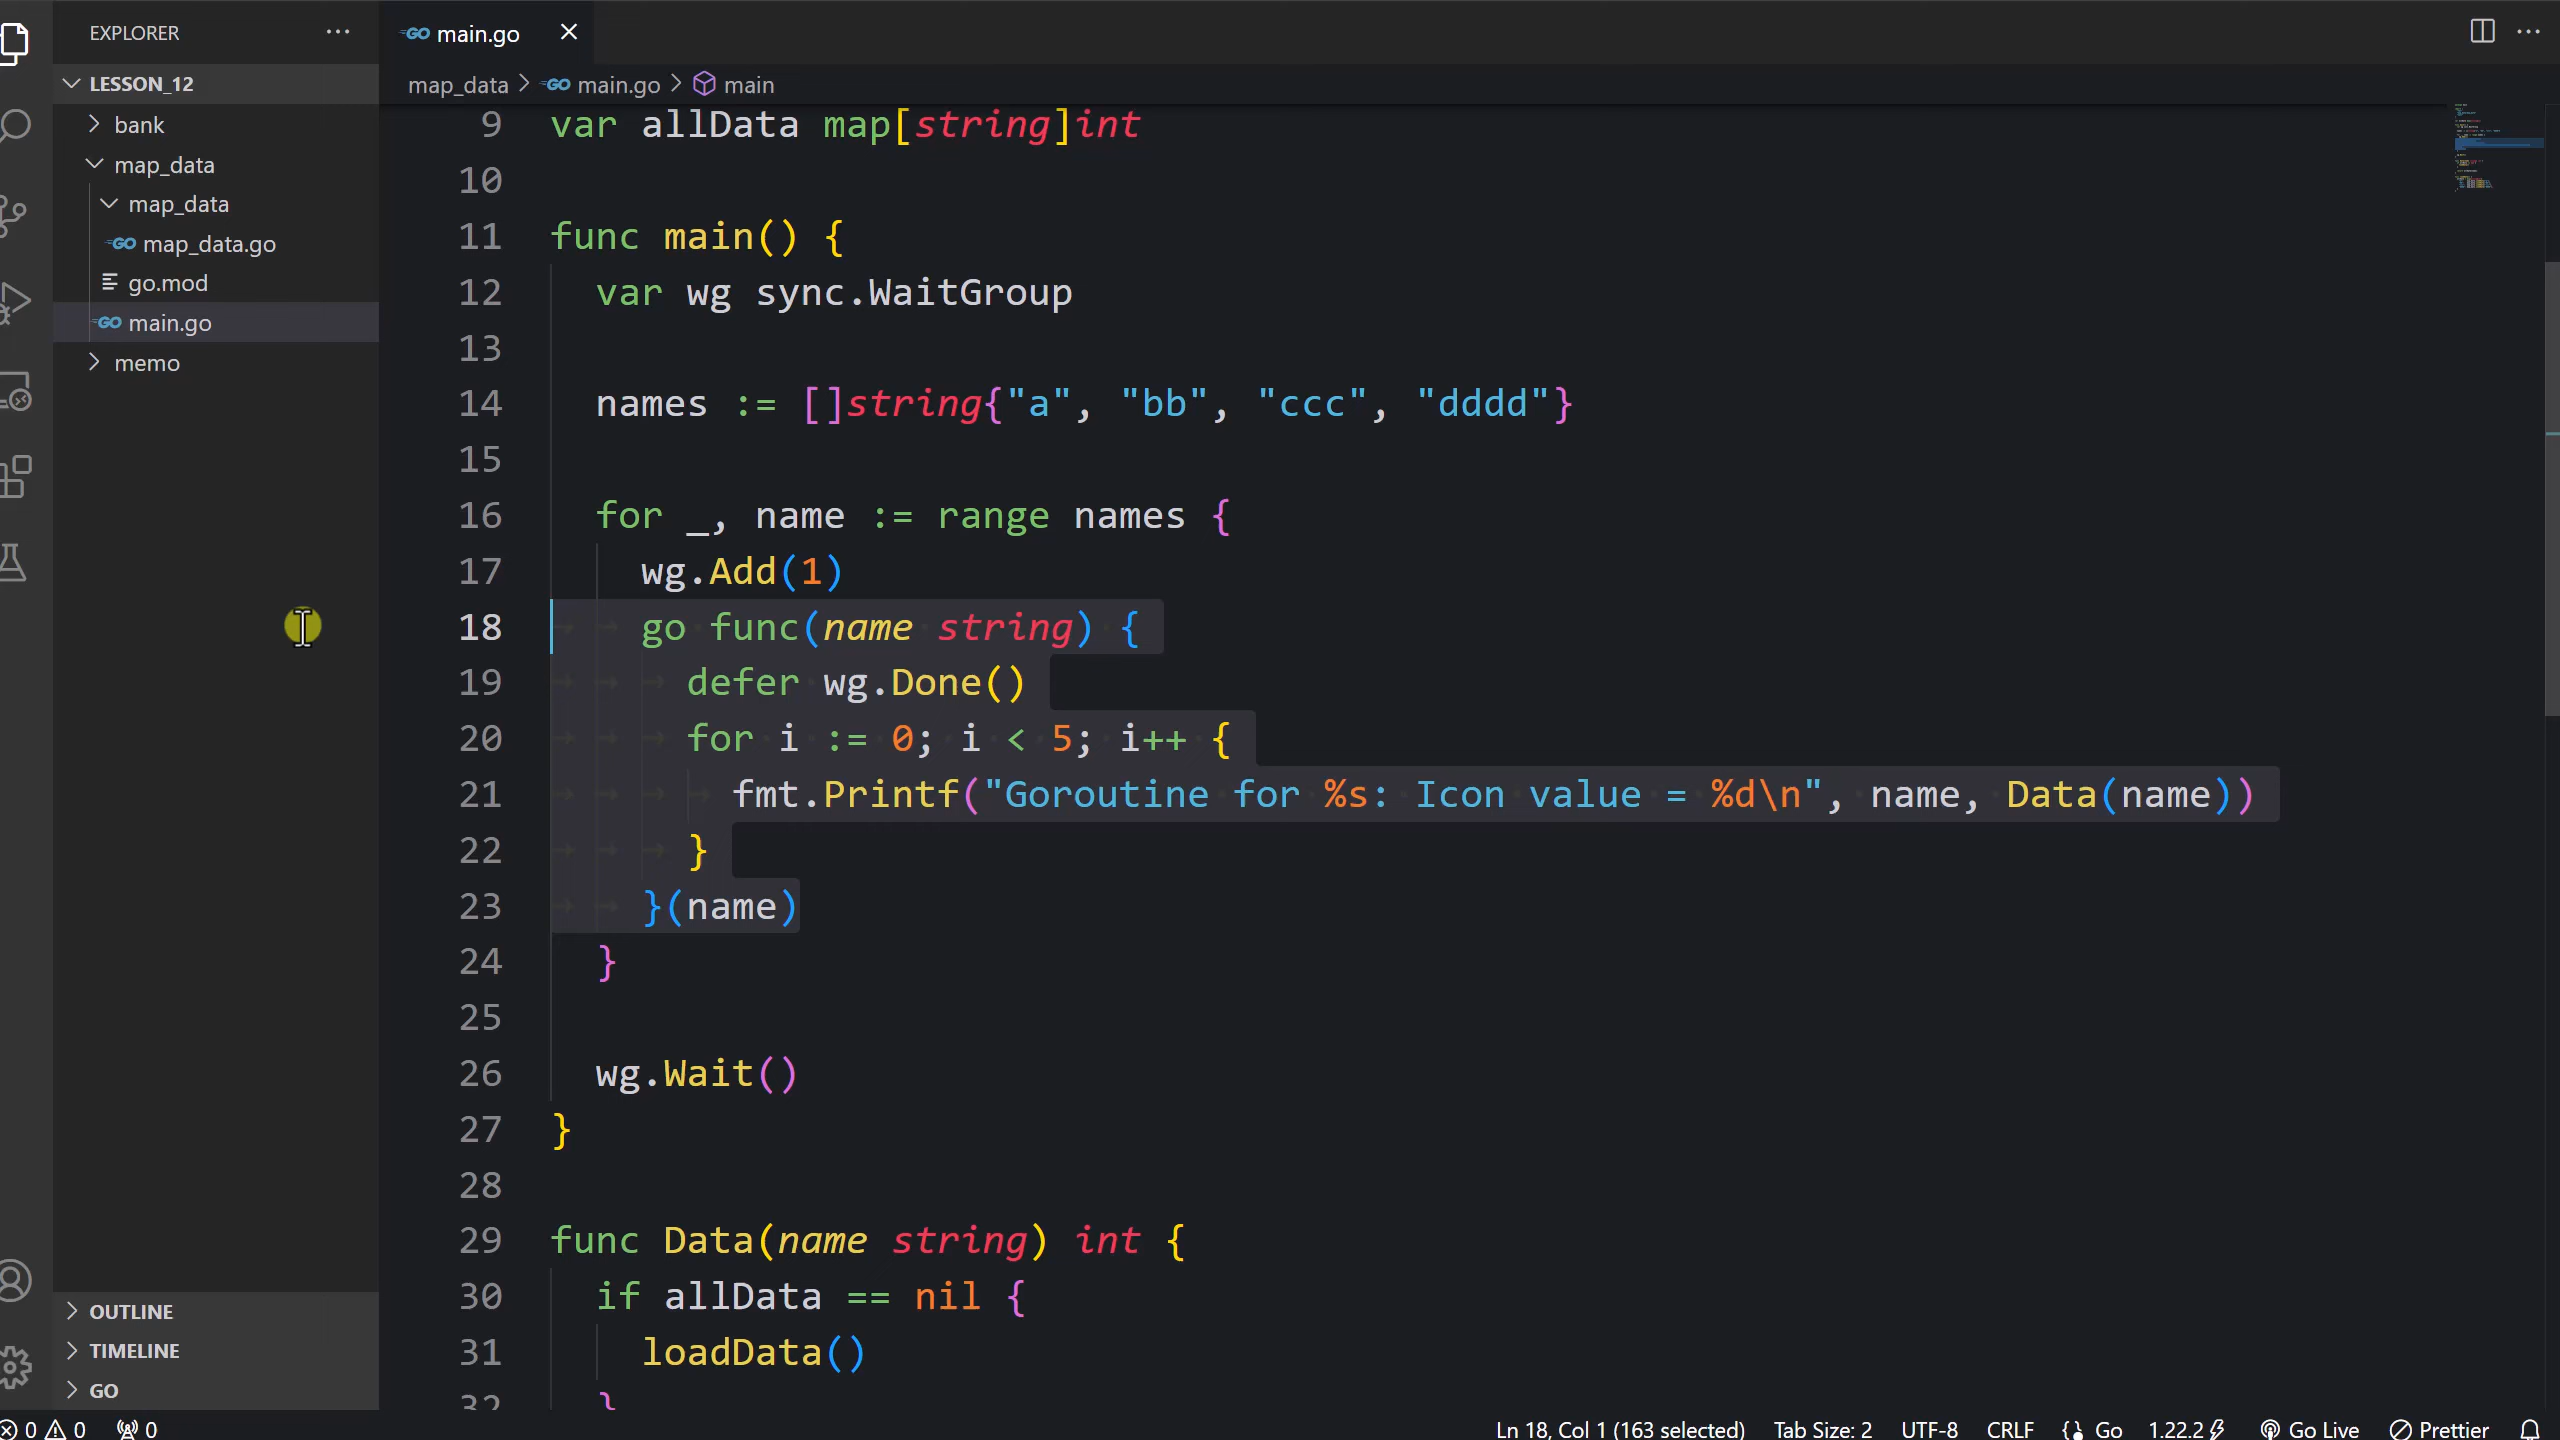 EXPLORER
LESSON_12
bank
map_data
map_data
GO map_data.go
go.mod
GO main.go
memo
OUTLINE
TIMELINE
GO
GO main.go
map_data > GO main.go > main
9 var allData map[string]int
10
11 func main() {
12 var wg sync.WaitGroup
13
14 names := []string{"a", "bb", "ccc", "dddd"}
15
16 for _, name := range names {
17 wg.Add(1)
18 go func(name string) {
19 defer wg.Done()
20 for i := 0; i < 5; i++ {
21 fmt.Printf("Goroutine for %s: Icon value = %d\n", name, Data(name))
22 }
23 }(name)
24 }
25
26 wg.Wait()
27 }
28
29 func Data(name string) int {
30 if allData == nil {
31 loadData()
32 }
0 0 0 Ln 18, Col 1 (163 selected) Tab Size: 2 UTF-8 CRLF Go 1.22.2 Go Live Prettier